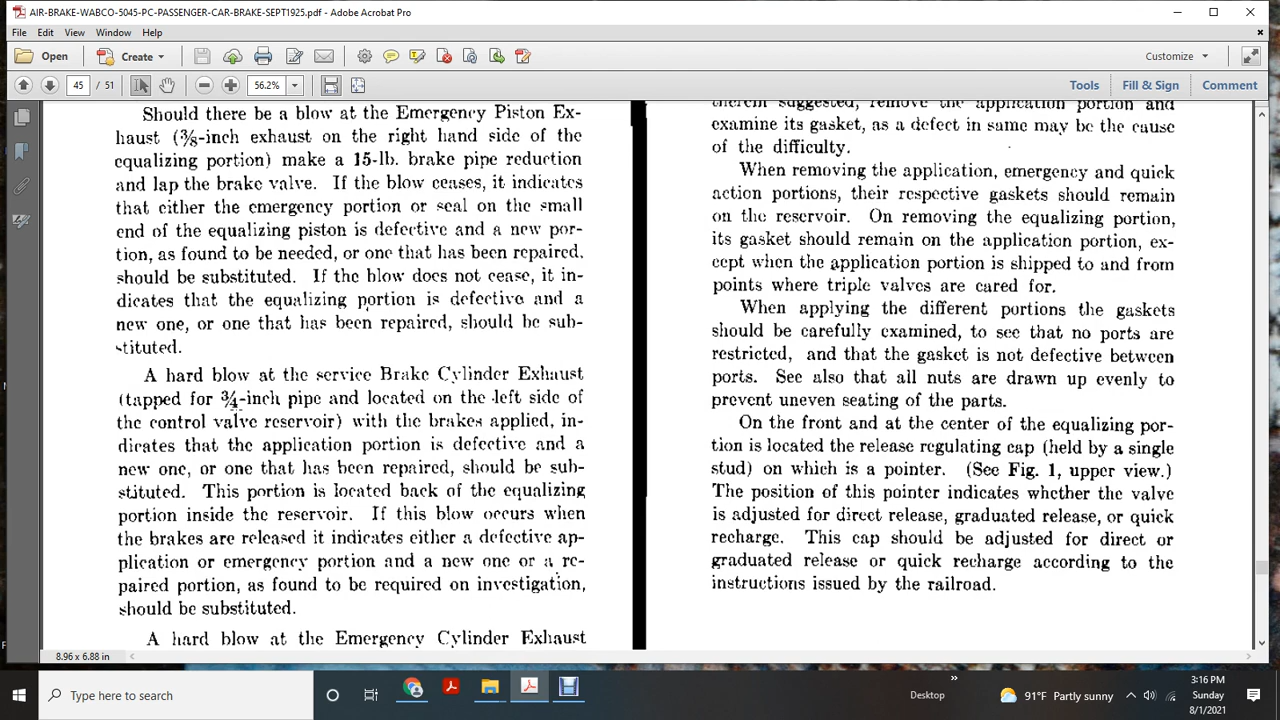 AIR-BRAKE-WABCO-5045-PC-PASSENGER-CAR-BRAKE-SEPT1925.pdf - Adobe Acrobat Pro
File Edit View Window Help
Open Create Customize
45 / 51 56.2% Tools Fill & Sign Comment
Should there be a blow at the Emergency Piston Ex-
haust (3/8-inch exhaust on the right hand side of the
equalizing portion) make a 15-lb. brake pipe reduction
and lap the brake valve. If the blow ceases, it indicates
that either the emergency portion or seal on the small
end of the equalizing piston is defective and a new por-
tion, as found to be needed, or one that has been repaired,
should be substituted. If the blow does not cease, it in-
dicates that the equalizing portion is defective and a
new one, or one that has been repaired, should be sub-
stituted.
A hard blow at the service Brake Cylinder Exhaust
(tapped for 3/4-inch pipe and located on the left side of
the control valve reservoir) with the brakes applied, in-
dicates that the application portion is defective and a
new one, or one that has been repaired, should be sub-
stituted. This portion is located back of the equalizing
portion inside the reservoir. If this blow occurs when
the brakes are released it indicates either a defective ap-
plication or emergency portion and a new one or a re-
paired portion, as found to be required on investigation,
should be substituted.
A hard blow at the Emergency Cylinder Exhaust
therein suggested, remove the application portion and
examine its gasket, as a defect in same may be the cause
of the difficulty.
When removing the application, emergency and quick
action portions, their respective gaskets should remain
on the reservoir. On removing the equalizing portion,
its gasket should remain on the application portion, ex-
cept when the application portion is shipped to and from
points where triple valves are cared for.
When applying the different portions the gaskets
should be carefully examined, to see that no ports are
restricted, and that the gasket is not defective between
ports. See also that all nuts are drawn up evenly to
prevent uneven seating of the parts.
On the front and at the center of the equalizing por-
tion is located the release regulating cap (held by a single
stud) on which is a pointer. (See Fig. 1, upper view.)
The position of this pointer indicates whether the valve
is adjusted for direct release, graduated release, or quick
recharge. This cap should be adjusted for direct or
graduated release or quick recharge according to the
instructions issued by the railroad.
8.96 x 6.88 in
Type here to search
Desktop
91°F Partly sunny
3:16 PM
Sunday
8/1/2021